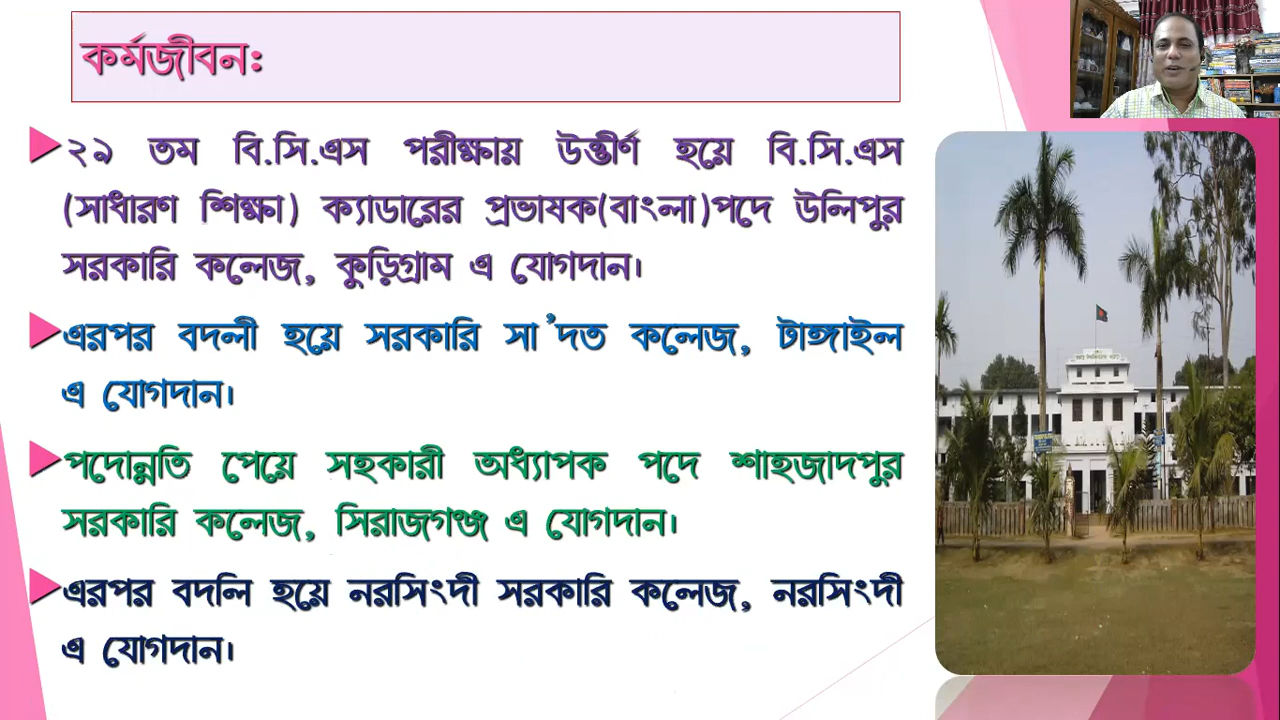 কর্মজীবন:
২৯ তম বি.সি.এস পরীক্ষায় উত্তীর্ণ হয়ে বি.সি.এস
(সাধারণ শিক্ষা) ক্যাডারের প্রভাষক(বাংলা)পদে উলিপুর
সরকারি কলেজ, কুড়িগ্রাম এ যোগদান।
এরপর বদলী হয়ে সরকারি সা'দত কলেজ, টাঙ্গাইল
এ যোগদান।
পদোন্নতি পেয়ে সহকারী অধ্যাপক পদে শাহজাদপুর
সরকারি কলেজ, সিরাজগঞ্জ এ যোগদান।
এরপর বদলি হয়ে নরসিংদী সরকারি কলেজ, নরসিংদী
এ যোগদান।